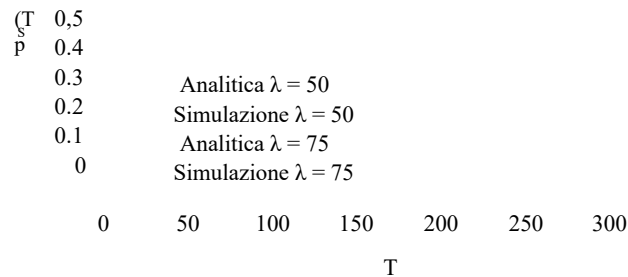 (T
s
p
0,5
0.4
0.3
0.2
0.1
0
Analitica λ = 50
Simulazione λ = 50
Analitica λ = 75
Simulazione λ = 75
0 50 100 150 200 250 300
T